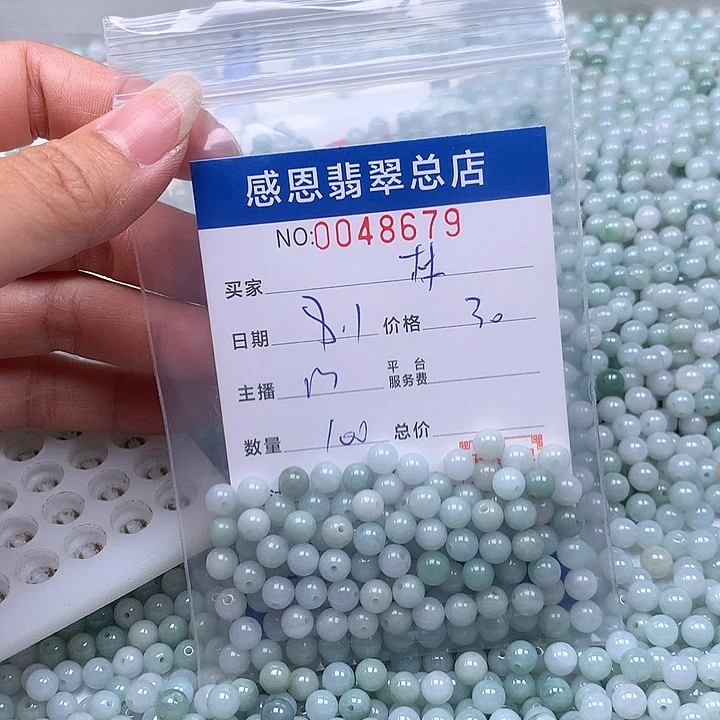 感恩翡翠总店
NO:0048679
买家 林
日期 8.1 价格 30
主播 m 平台服务费
数量 100 总价